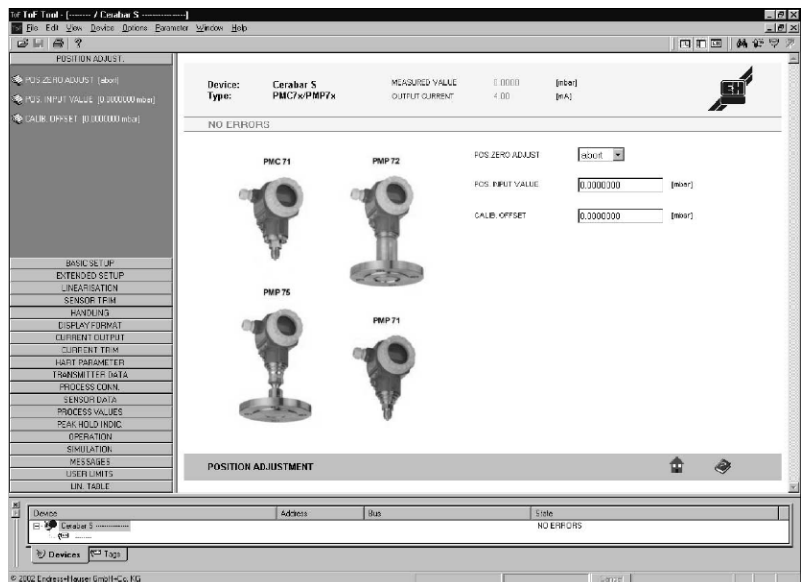 ToF Tool - [-------- / Cerabar S --------------]
File Edit View Device Options Parameter Window Help
POSITION ADJUST.
POS.ZERO ADJUST [abort]
POS. INPUT VALUE [0.0000000 mbar]
CALIB. OFFSET [0.0000000 mbar]
BASIC SETUP
EXTENDED SETUP
LINEARISATION
SENSOR TRIM
HANDLING
DISPLAY FORMAT
CURRENT OUTPUT
CURRENT TRIM
HART PARAMETER
TRANSMITTER DATA
PROCESS CONN.
SENSOR DATA
PROCESS VALUES
PEAK HOLD INDIC.
OPERATION
SIMULATION
MESSAGES
USER LIMITS
LIN. TABLE
Device: Cerabar S MEASURED VALUE 0.0000 [mbar]
Type: PMC7x/PMP7x OUTPUT CURRENT 4.00 [mA]
EH
NO ERRORS
PMC 71 PMP 72
PMP 75 PMP 71
POS.ZERO ADJUST abort
POS. INPUT VALUE 0.0000000 [mbar]
CALIB. OFFSET 0.0000000 [mbar]
POSITION ADJUSTMENT
Device Address Bus State
Cerabar S -------------- NO ERRORS
--------
Devices Tags
© 2002 Endress+Hauser GmbH+Co. KG Cancel